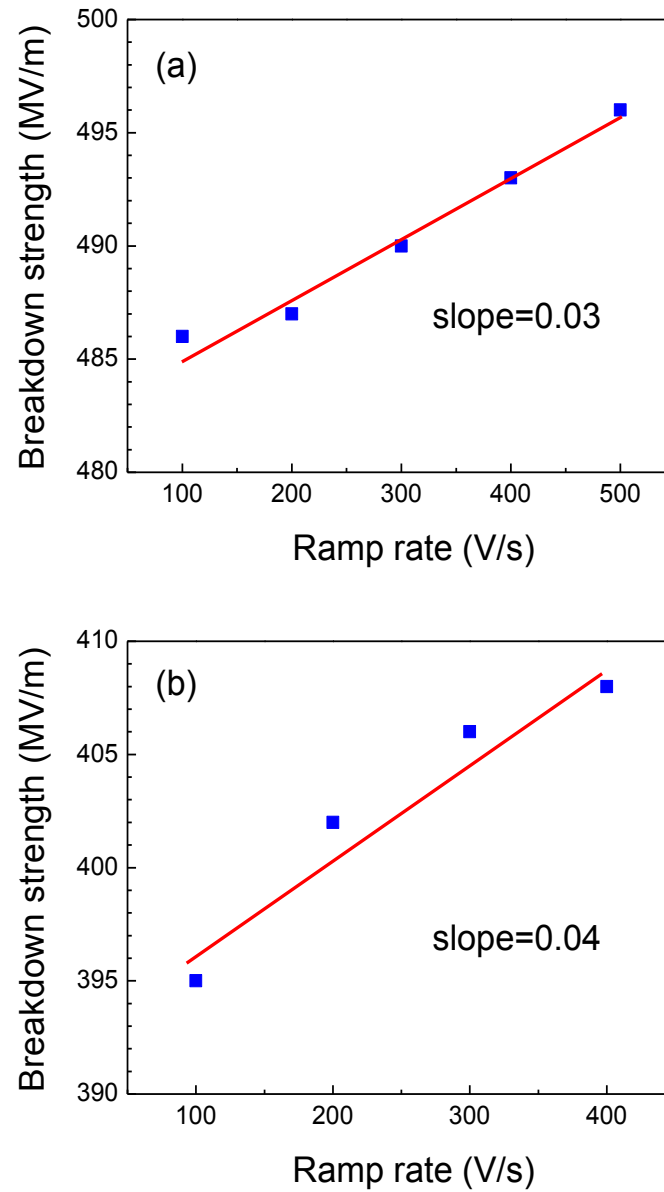 (a)
Breakdown strength (MV/m)
500
495
490
485
480
slope=0.03
100 200 300 400 500
Ramp rate (V/s)
(b)
Breakdown strength (MV/m)
410
405
400
395
390
slope=0.04
100 200 300 400
Ramp rate (V/s)